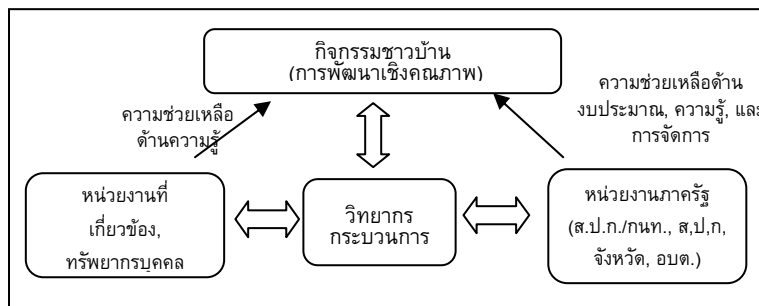 กิจกรรมชาวบ้าน
(การพัฒนาเชิงคุณภาพ)
ความช่วยเหลือ
ด้านความรู้
ความช่วยเหลือด้าน
งบประมาณ, ความรู้, และ
การจัดการ
หน่วยงานที่
เกี่ยวข้อง,
ทรัพยากรบุคคล
วิทยากร
กระบวนการ
หน่วยงานภาครัฐ
(ส.ป.ก./กนท., ส,ป,ก,
จังหวัด, อบต.)